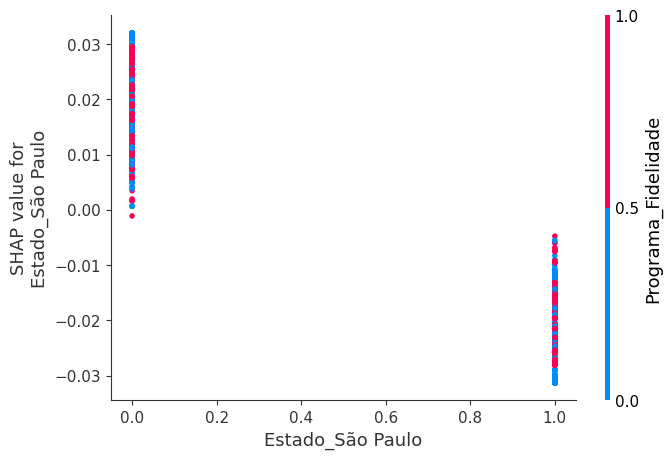 SHAP value for
Estado_São Paulo
0.03
0.02
0.01
0.00
−0.01
−0.02
−0.03
0.0 0.2 0.4 0.6 0.8 1.0
Estado_São Paulo
1.0
0.5
0.0
Programa_Fidelidade